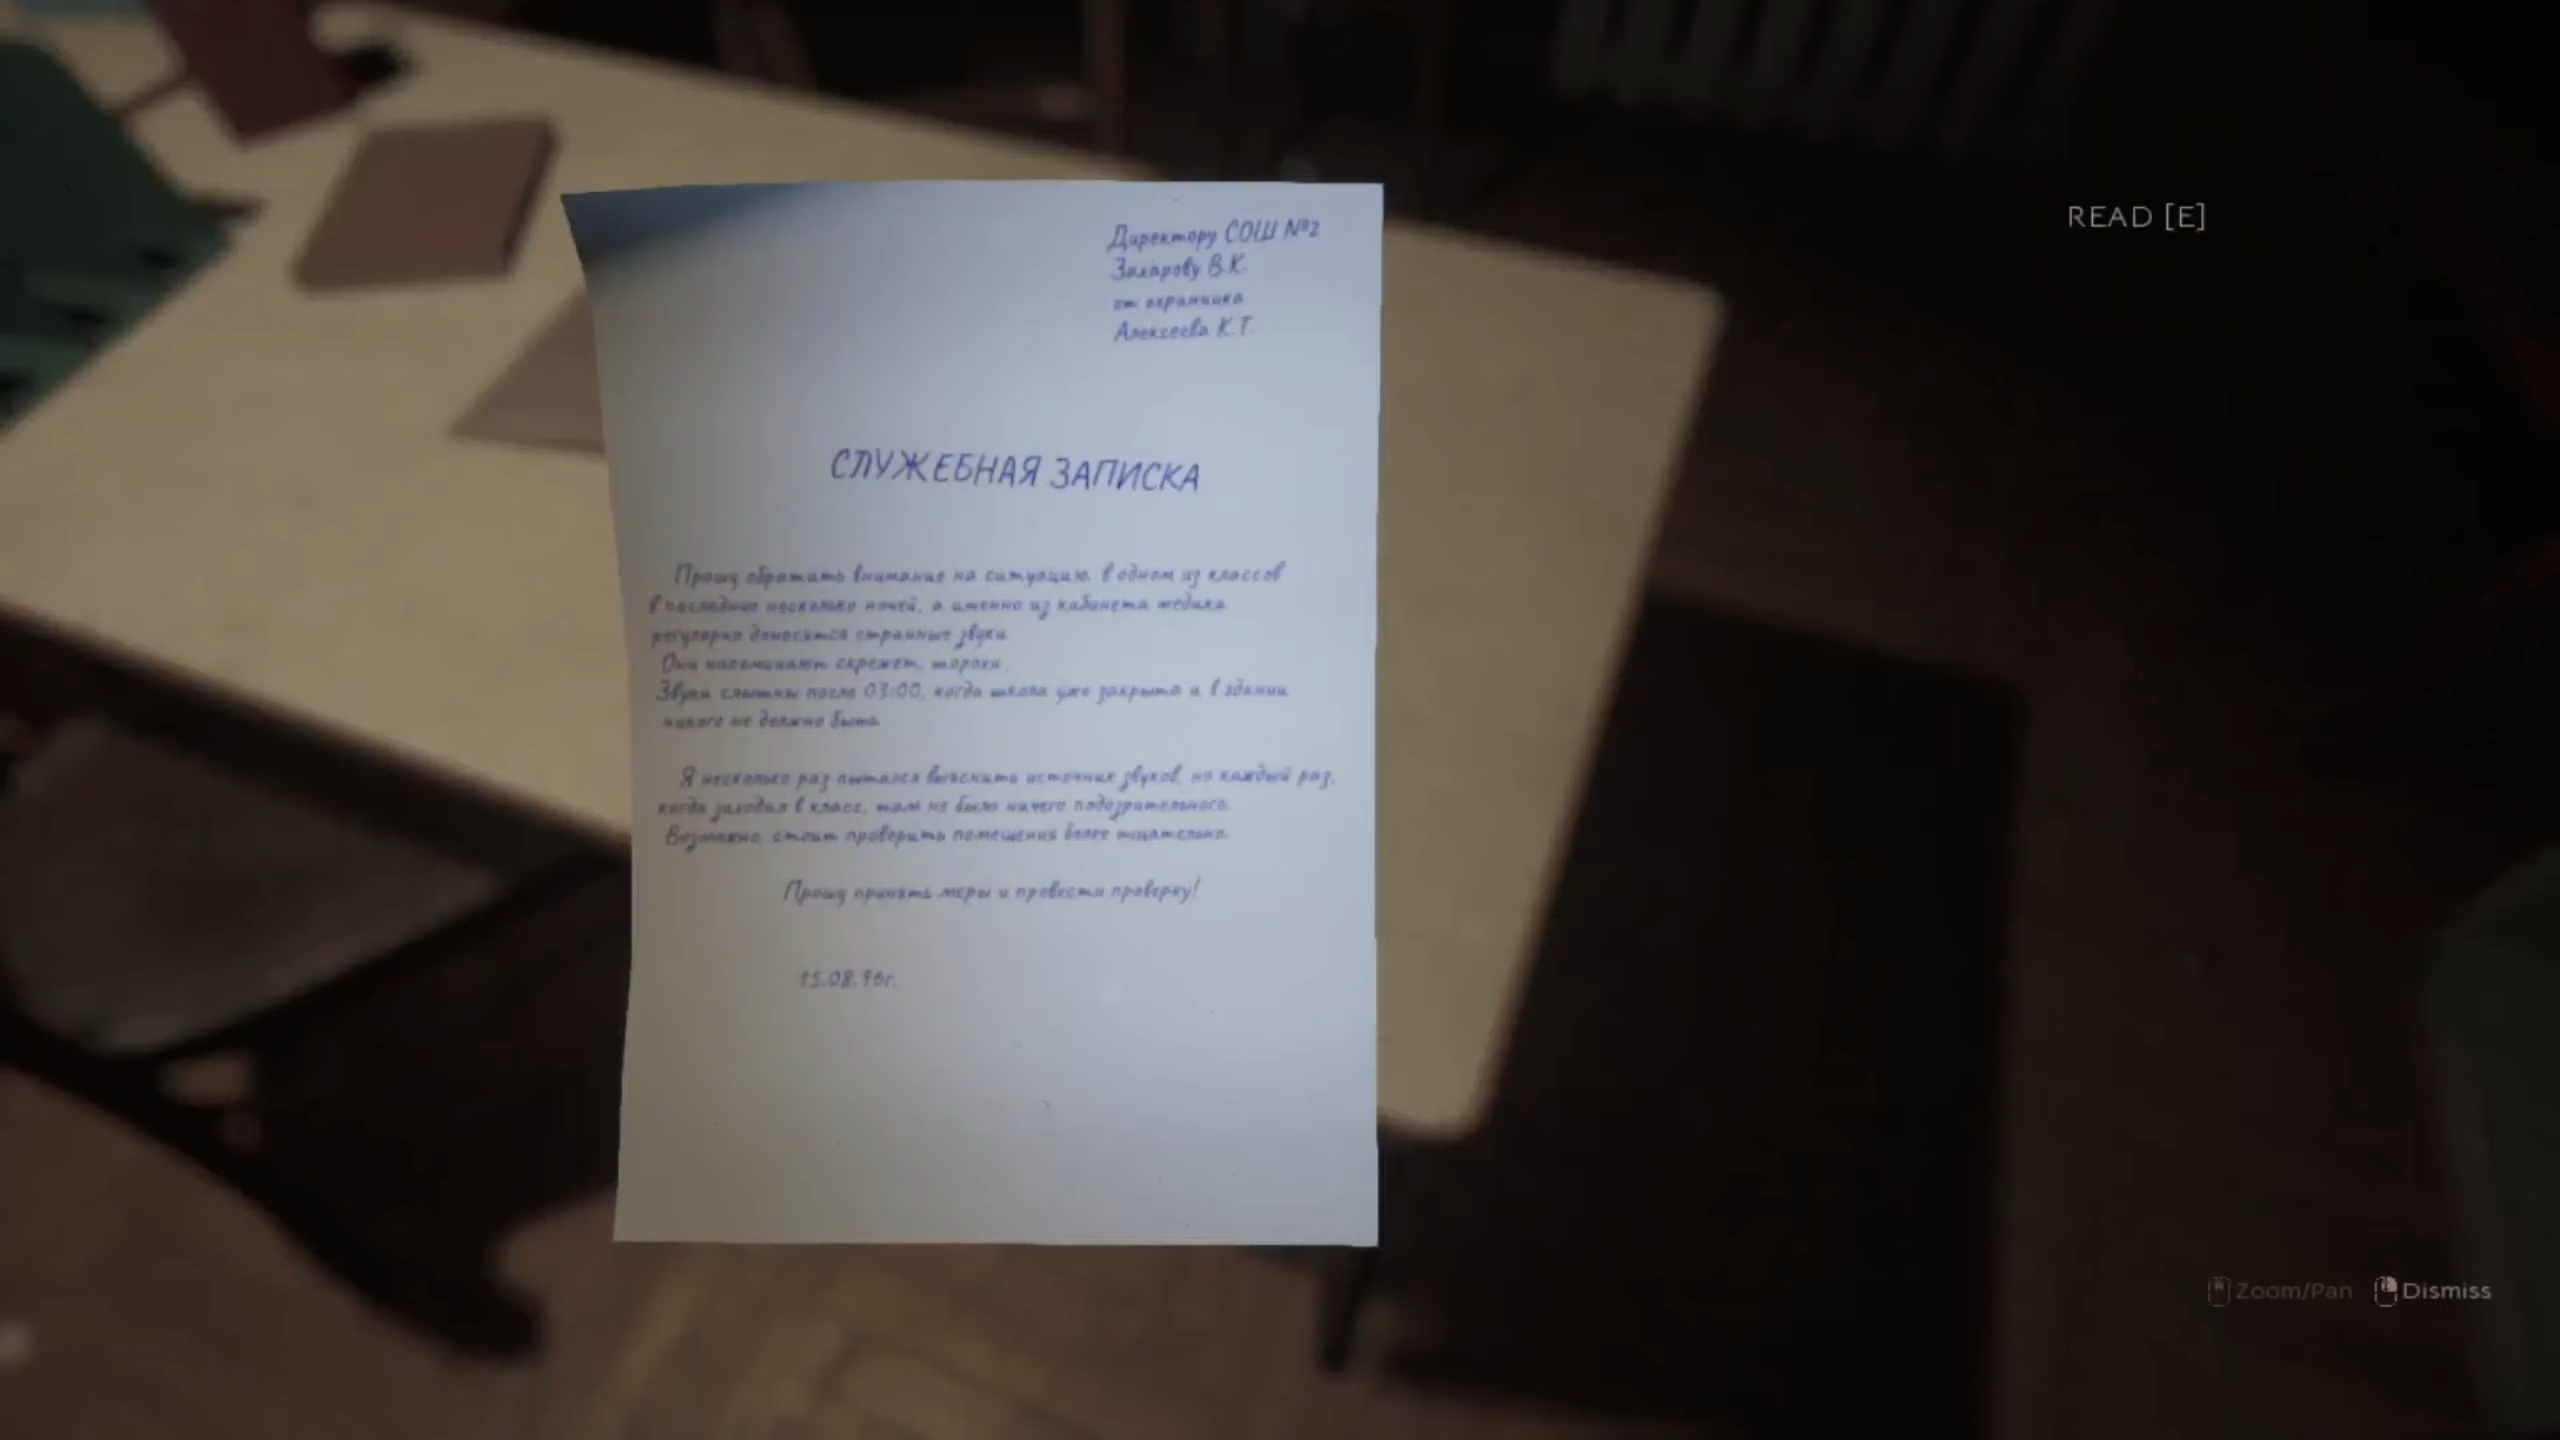 Директору СОШ №2
Захарову В.К.
от охранника
Алексеева К.Т.
READ [E]
СЛУЖЕБНАЯ ЗАПИСКА
Прошу обратить внимание на ситуацию, в одном из классов
в последние несколько ночей, а именно из кабинета медика
регулярно доносятся странные звуки.
Они напоминают скрежет, шорохи.
Звуки слышны после 03:00, когда школа уже закрыта и в здании
никого не должно быть.
Я несколько раз пытался выяснить источник звуков, но каждый раз,
когда заходил в класс, там не было ничего подозрительного.
Возможно, стоит проверить помещения более тщательно.
Прошу принять меры и провести проверку!
15.08.96г.
Zoom/Pan Dismiss